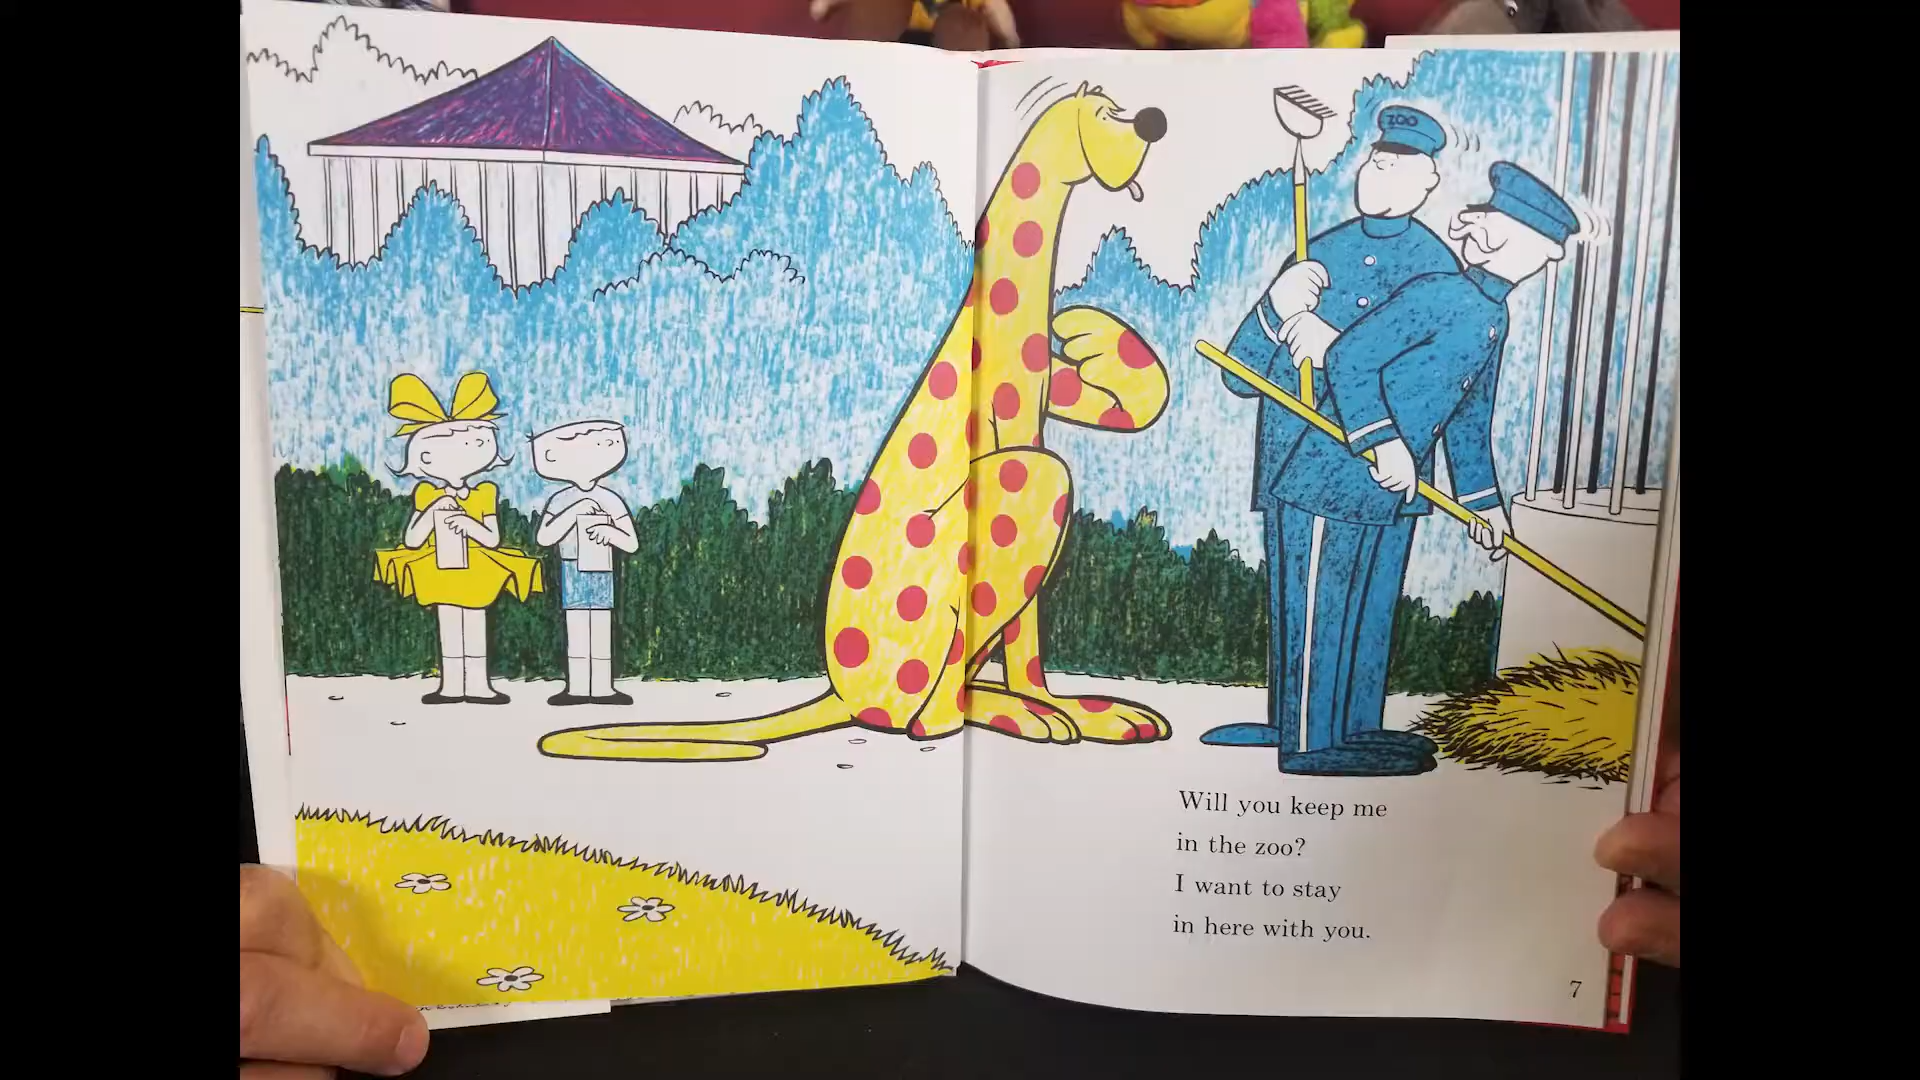 ZOO
Will you keep me
in the zoo?
I want to stay
in here with you.
7